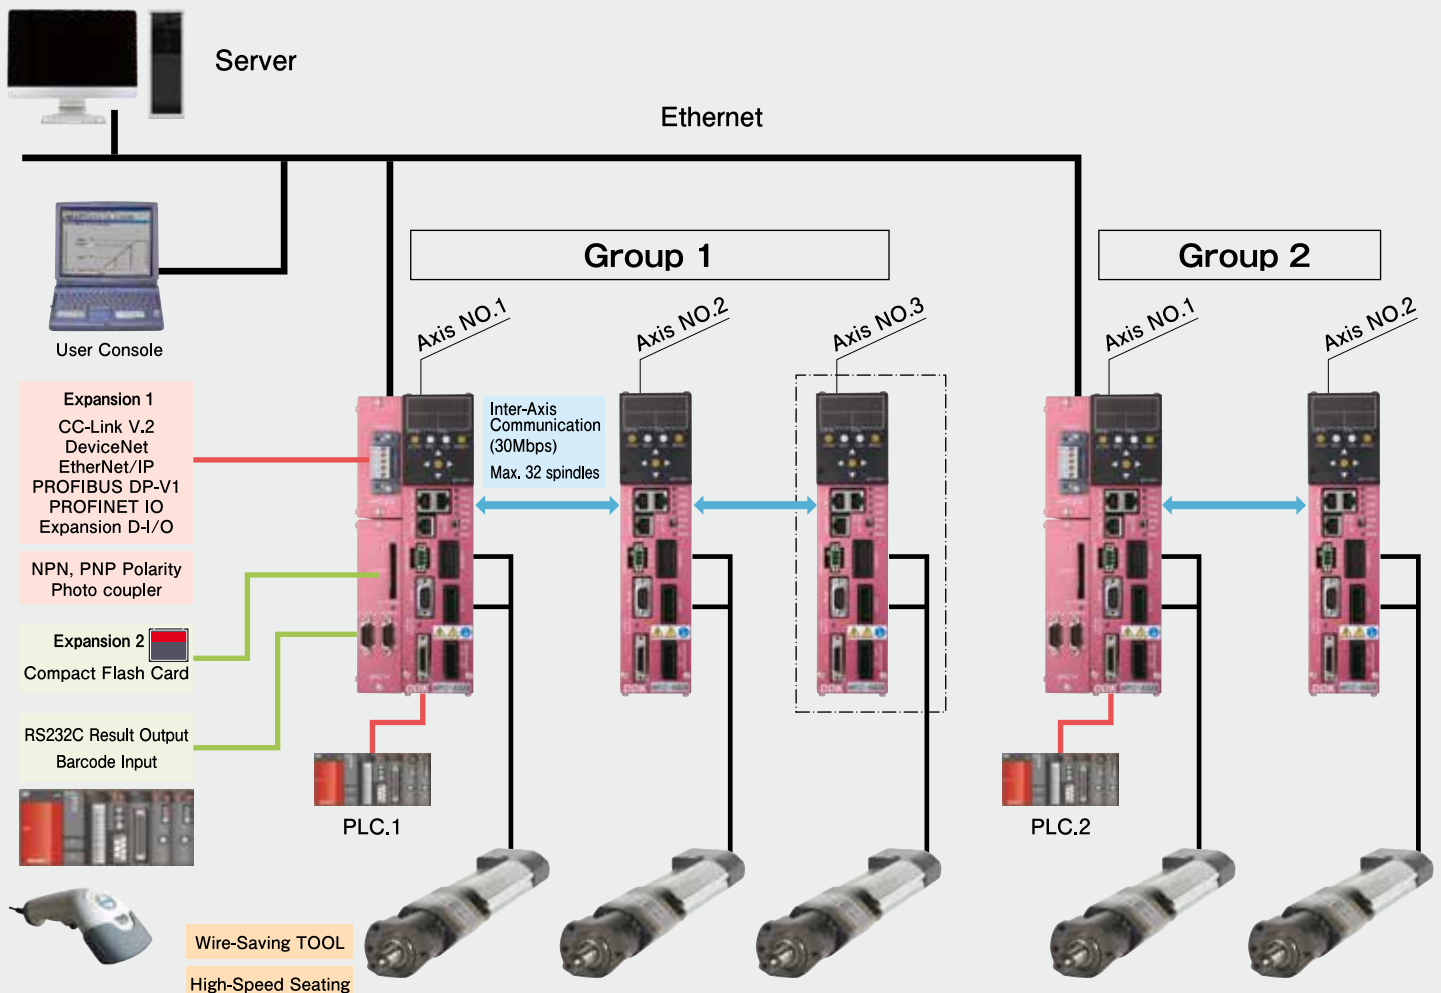 Server
Ethernet
Group 1
Group 2
Axis NO.1
Axis NO.2
Axis NO.3
Axis NO.1
Axis NO.2
User Console
Expansion 1
CC-Link V.2
DeviceNet
EtherNet/IP
PROFIBUS DP-V1
PROFINET IO
Expansion D-I/O
Inter-Axis
Communication
(30Mbps)
Max. 32 spindles
NPN, PNP Polarity
Photo coupler
Expansion 2
Compact Flash Card
RS232C Result Output
Barcode Input
PLC.1
PLC.2
Wire-Saving TOOL
High-Speed Seating